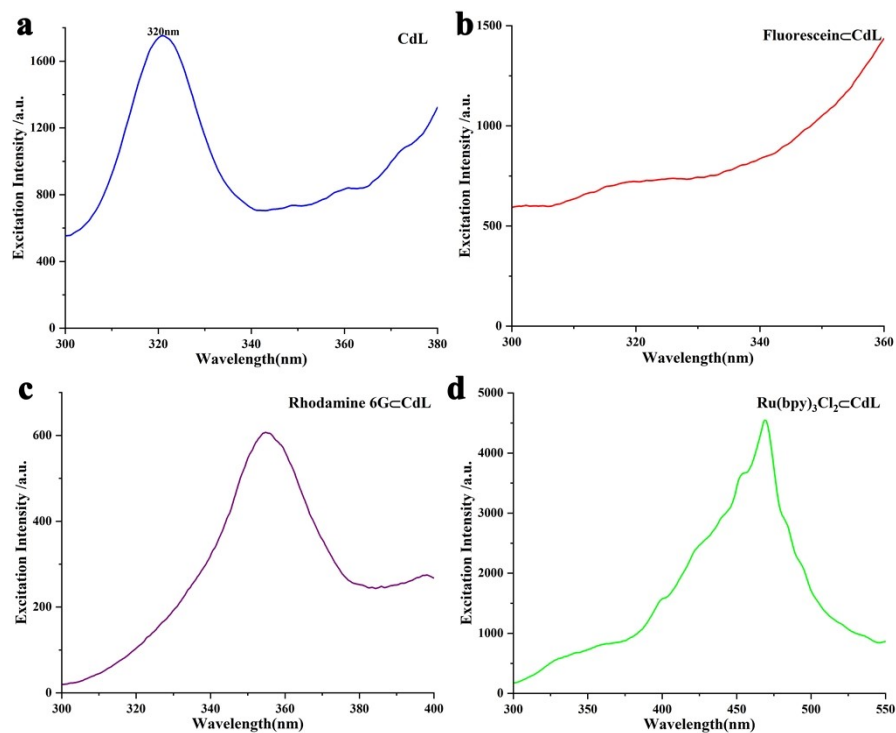 a
320nm
CdL
1600
1200
800
400
0
Excitation Intensity /a.u.
300
320
340
360
380
Wavelength(nm)
b
Fluorescein⊂CdL
1500
1000
500
0
Excitation Intensity /a.u.
300
320
340
360
Wavelength(nm)
c
Rhodamine 6G⊂CdL
600
400
200
0
Excitation Intensity /a.u.
300
320
340
360
380
400
Wavelength(nm)
d
Ru(bpy)₃Cl₂⊂CdL
5000
4000
3000
2000
1000
0
Excitation Intensity /a.u.
300
350
400
450
500
550
Wavelength(nm)